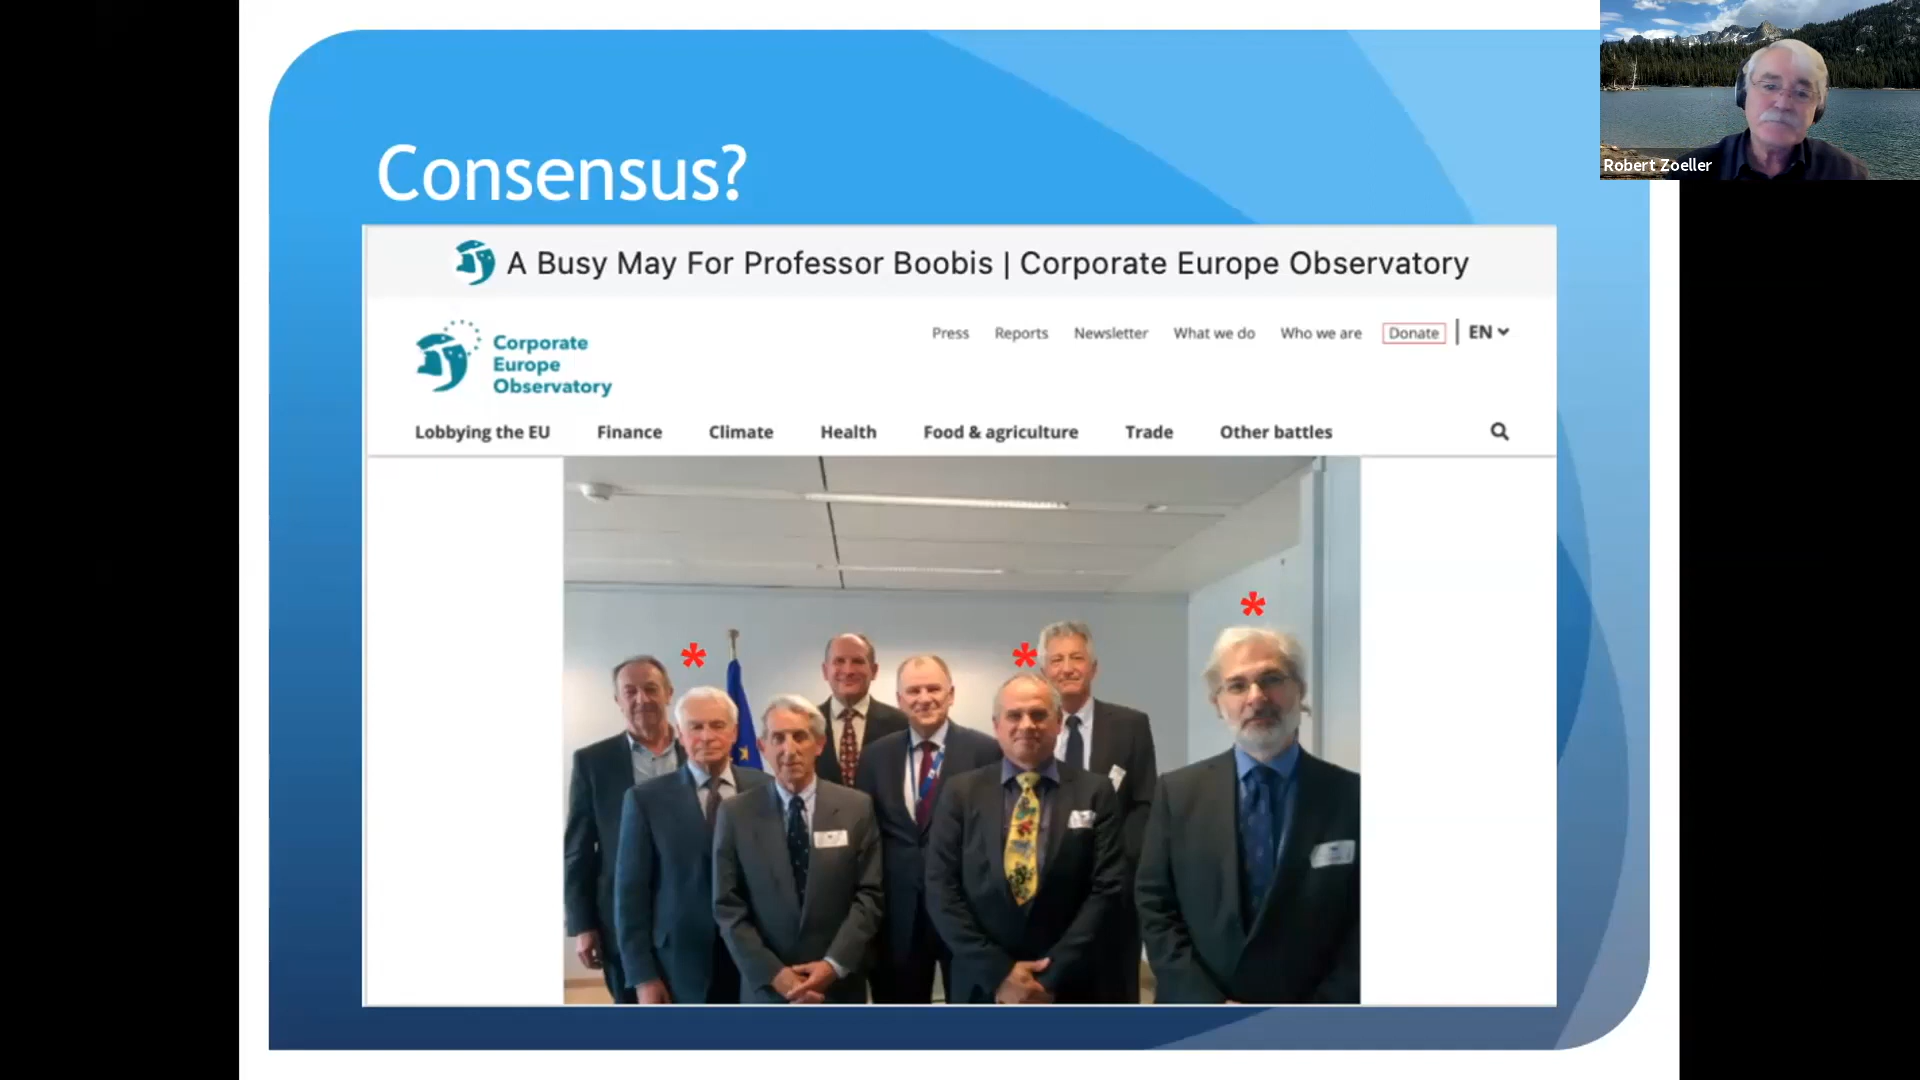 Robert Zoeller
Consensus?
A Busy May For Professor Boobis | Corporate Europe Observatory
Corporate
Europe
Observatory
Press Reports Newsletter What we do Who we are Donate | EN
Lobbying the EU Finance Climate Health Food & agriculture Trade Other battles
* * *